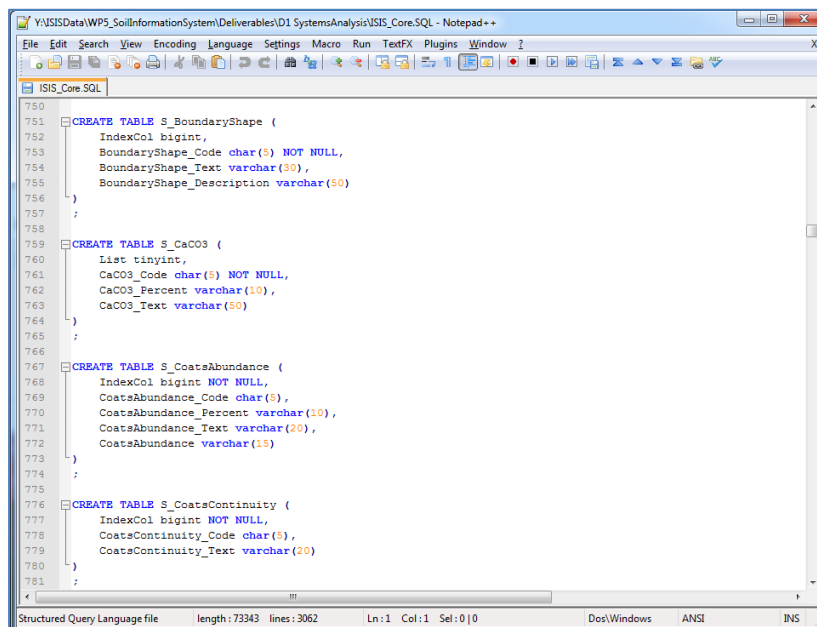 Y:\ISISData\WP5_SoilInformationSystem\Deliverables\D1 SystemsAnalysis\ISIS_Core.SQL - Notepad++
File Edit Search View Encoding Language Settings Macro Run TextFX Plugins Window ? X
ISIS_Core.SQL
750
751 CREATE TABLE S_BoundaryShape (
752 IndexCol bigint,
753 BoundaryShape_Code char(5) NOT NULL,
754 BoundaryShape_Text varchar(30),
755 BoundaryShape_Description varchar(50)
756 )
757 ;
758
759 CREATE TABLE S_CaCO3 (
760 List tinyint,
761 CaCO3_Code char(5) NOT NULL,
762 CaCO3_Percent varchar(10),
763 CaCO3_Text varchar(50)
764 )
765 ;
766
767 CREATE TABLE S_CoatsAbundance (
768 IndexCol bigint NOT NULL,
769 CoatsAbundance_Code char(5),
770 CoatsAbundance_Percent varchar(10),
771 CoatsAbundance_Text varchar(20),
772 CoatsAbundance varchar(15)
773 )
774 ;
775
776 CREATE TABLE S_CoatsContinuity (
777 IndexCol bigint NOT NULL,
778 CoatsContinuity_Code char(5),
779 CoatsContinuity_Text varchar(20)
780 )
781 ;
Structured Query Language file length : 73343 lines : 3062 Ln : 1 Col : 1 Sel : 0 | 0 Dos\Windows ANSI INS